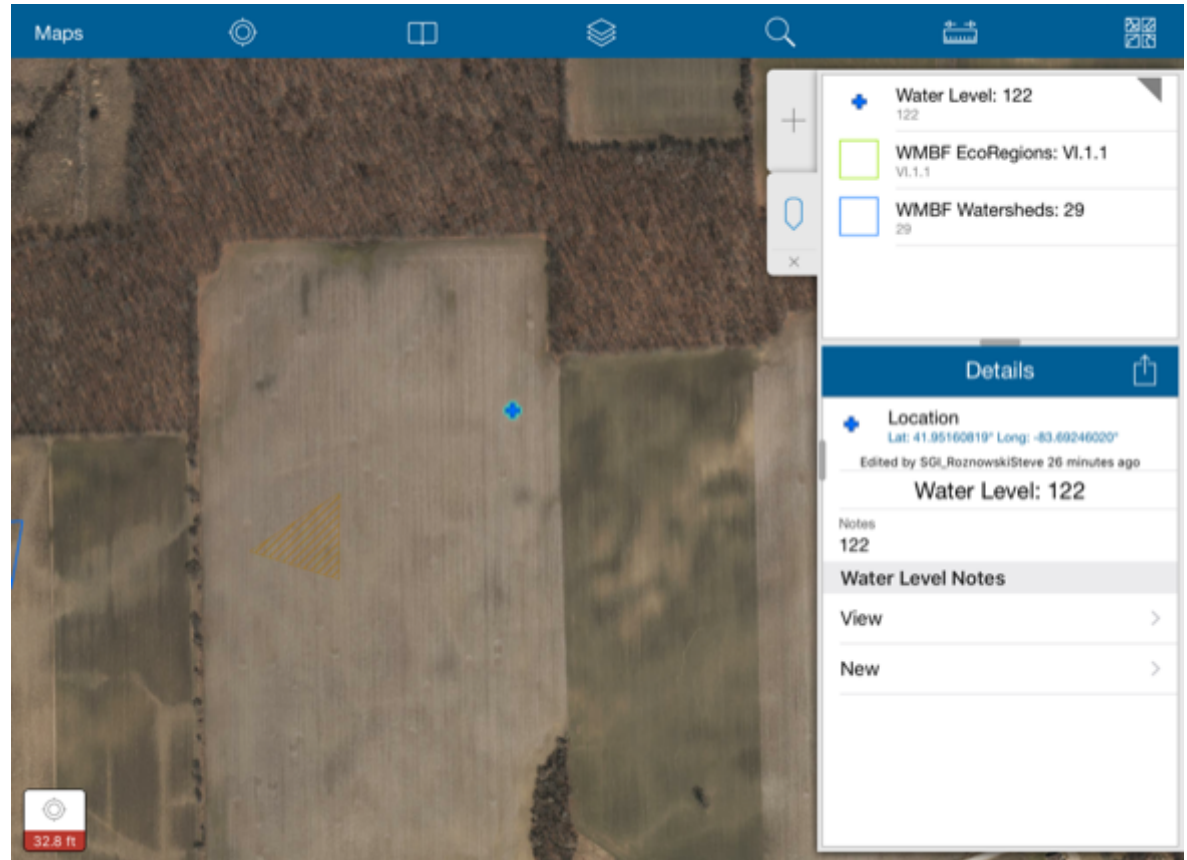 Maps
Water Level: 122
122
WMBF EcoRegions: VI.1.1
VI.1.1
WMBF Watersheds: 29
29
Details
Location
Lat: 41.95160819° Long: -83.69246020°
Edited by SGI_RoznowskiSteve 26 minutes ago
Water Level: 122
Notes
122
Water Level Notes
View
New
32.8 ft